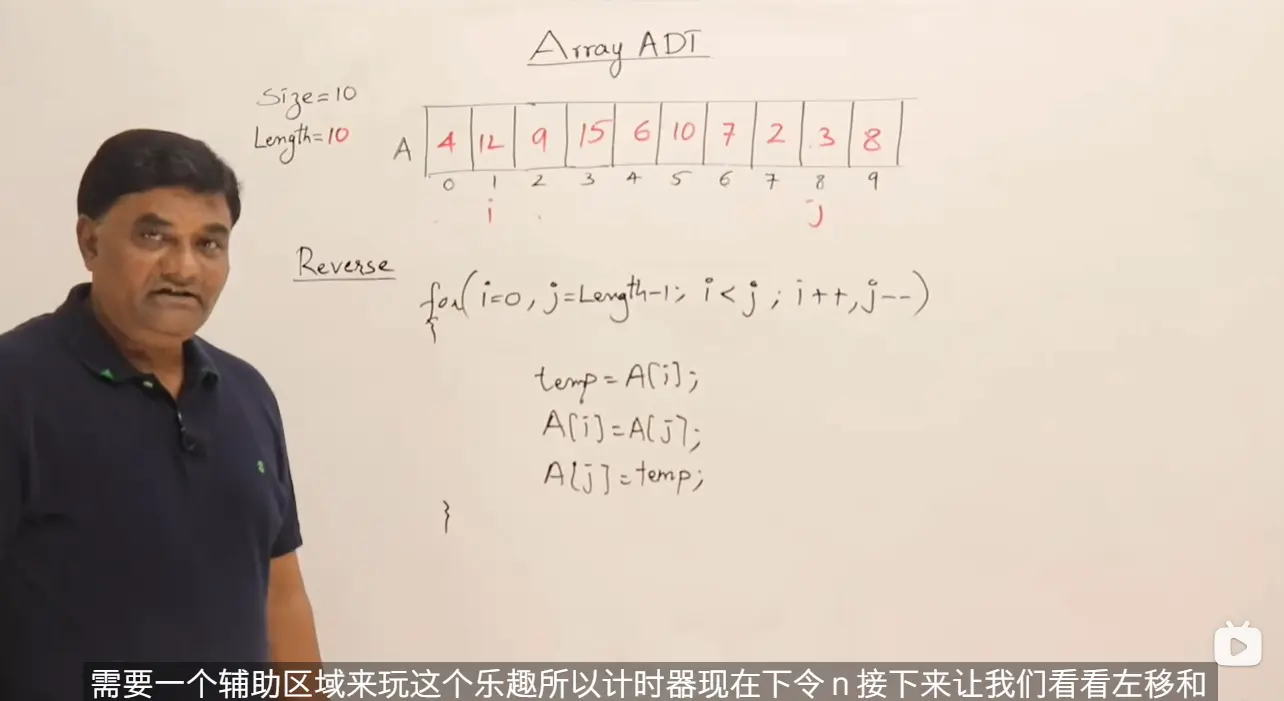 Array ADT
Size=10
Length=10
A 4 12 9 15 6 10 7 2 3 8
0 1 2 3 4 5 6 7 8 9
i j
Reverse
for(i=0, j=Length-1; i<j; i++, j--)
{
temp=A[i];
A[i]=A[j];
A[j]=temp;
}
需要一个辅助区域来玩这个乐趣所以计时器现在下令 n 接下来让我们看看左移和